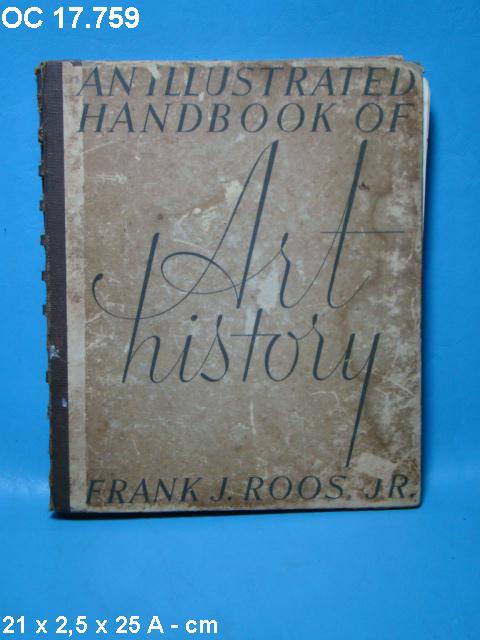 OC 17.759
AN ILLUSTRATED
HANDBOOK OF
Art
history
FRANK J. ROOS, JR.
21 x 2,5 x 25 A - cm